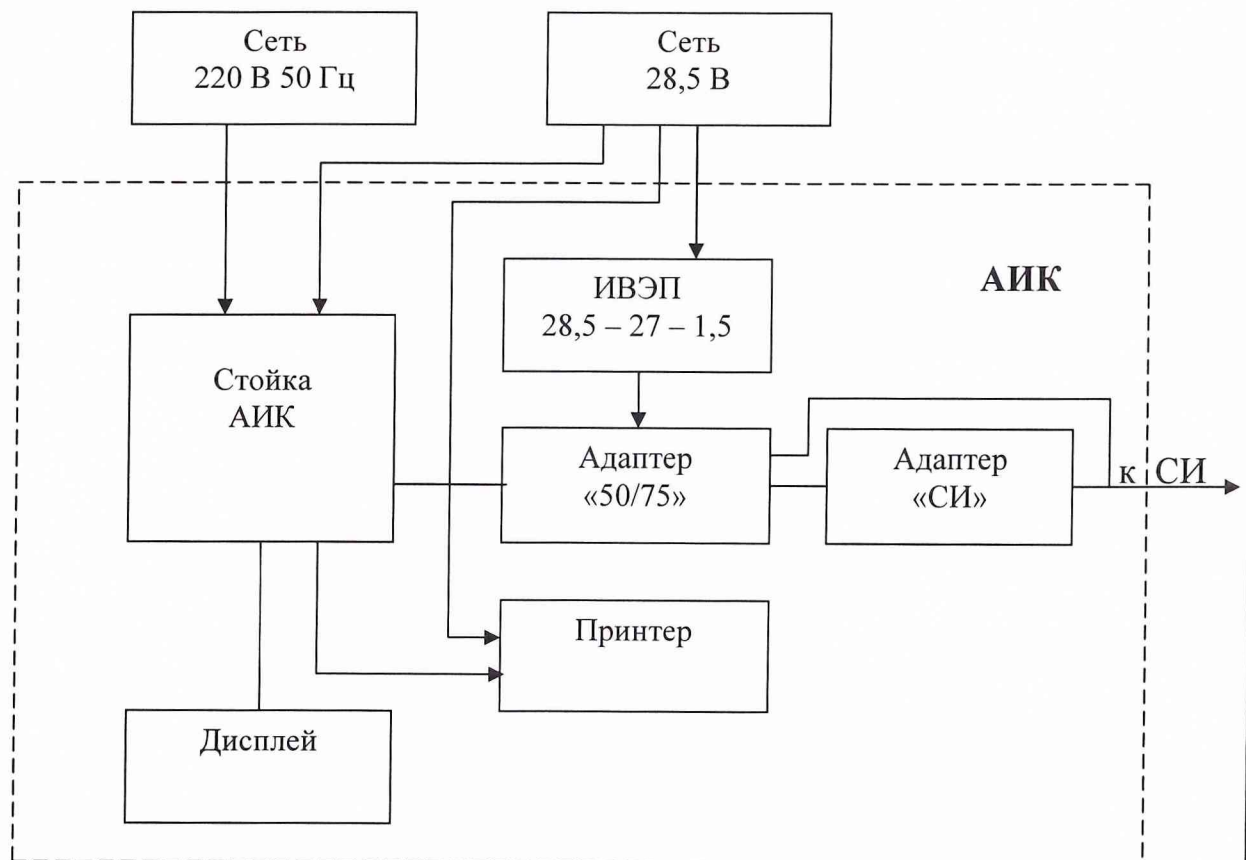 Сеть
220 В 50 Гц
Сеть
28,5 В
АИК
ИВЭП
28,5 – 27 – 1,5
Стойка
АИК
Адаптер
«50/75»
Адаптер
«СИ»
к СИ
Принтер
Дисплей